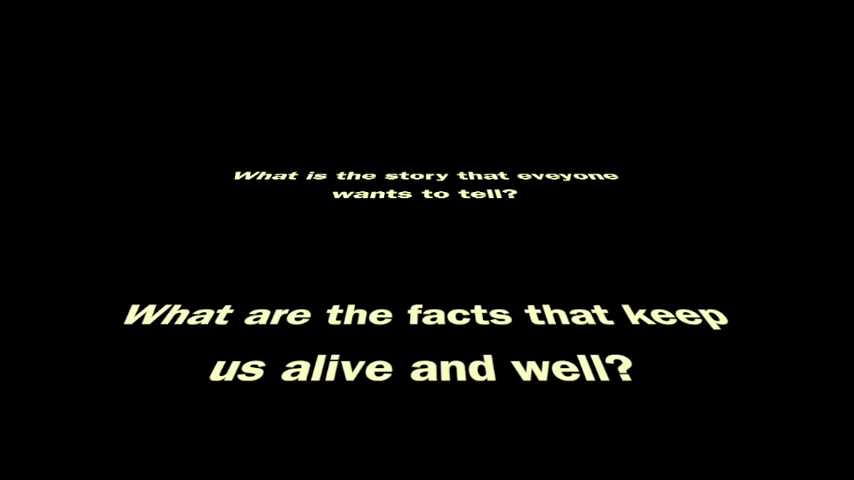 What is the story that eveyone
wants to tell?
What are the facts that keep
us alive and well?